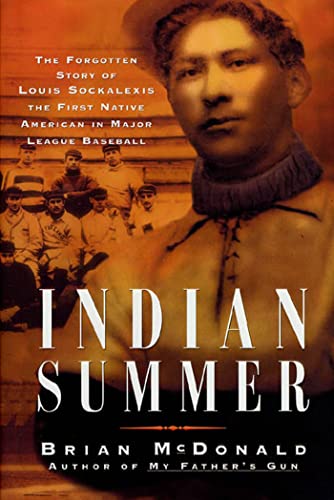 The Forgotten
Story of
Louis Sockalexis
the First Native
American in Major
League Baseball
INDIAN
SUMMER
Brian McDonald
Author of My Father's Gun